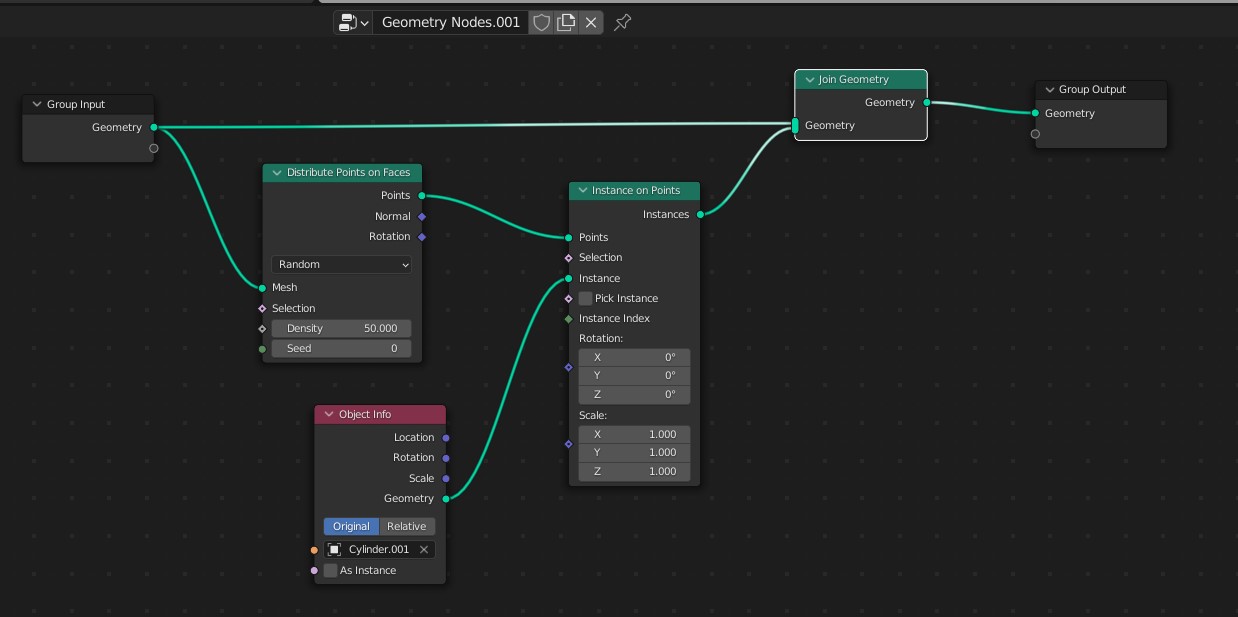 Geometry Nodes.001
Group Input
Geometry
Distribute Points on Faces
Points
Normal
Rotation
Random
Mesh
Selection
Density 50.000
Seed 0
Object Info
Location
Rotation
Scale
Geometry
Original Relative
Cylinder.001
As Instance
Instance on Points
Instances
Points
Selection
Instance
Pick Instance
Instance Index
Rotation:
X 0°
Y 0°
Z 0°
Scale:
X 1.000
Y 1.000
Z 1.000
Join Geometry
Geometry
Geometry
Group Output
Geometry